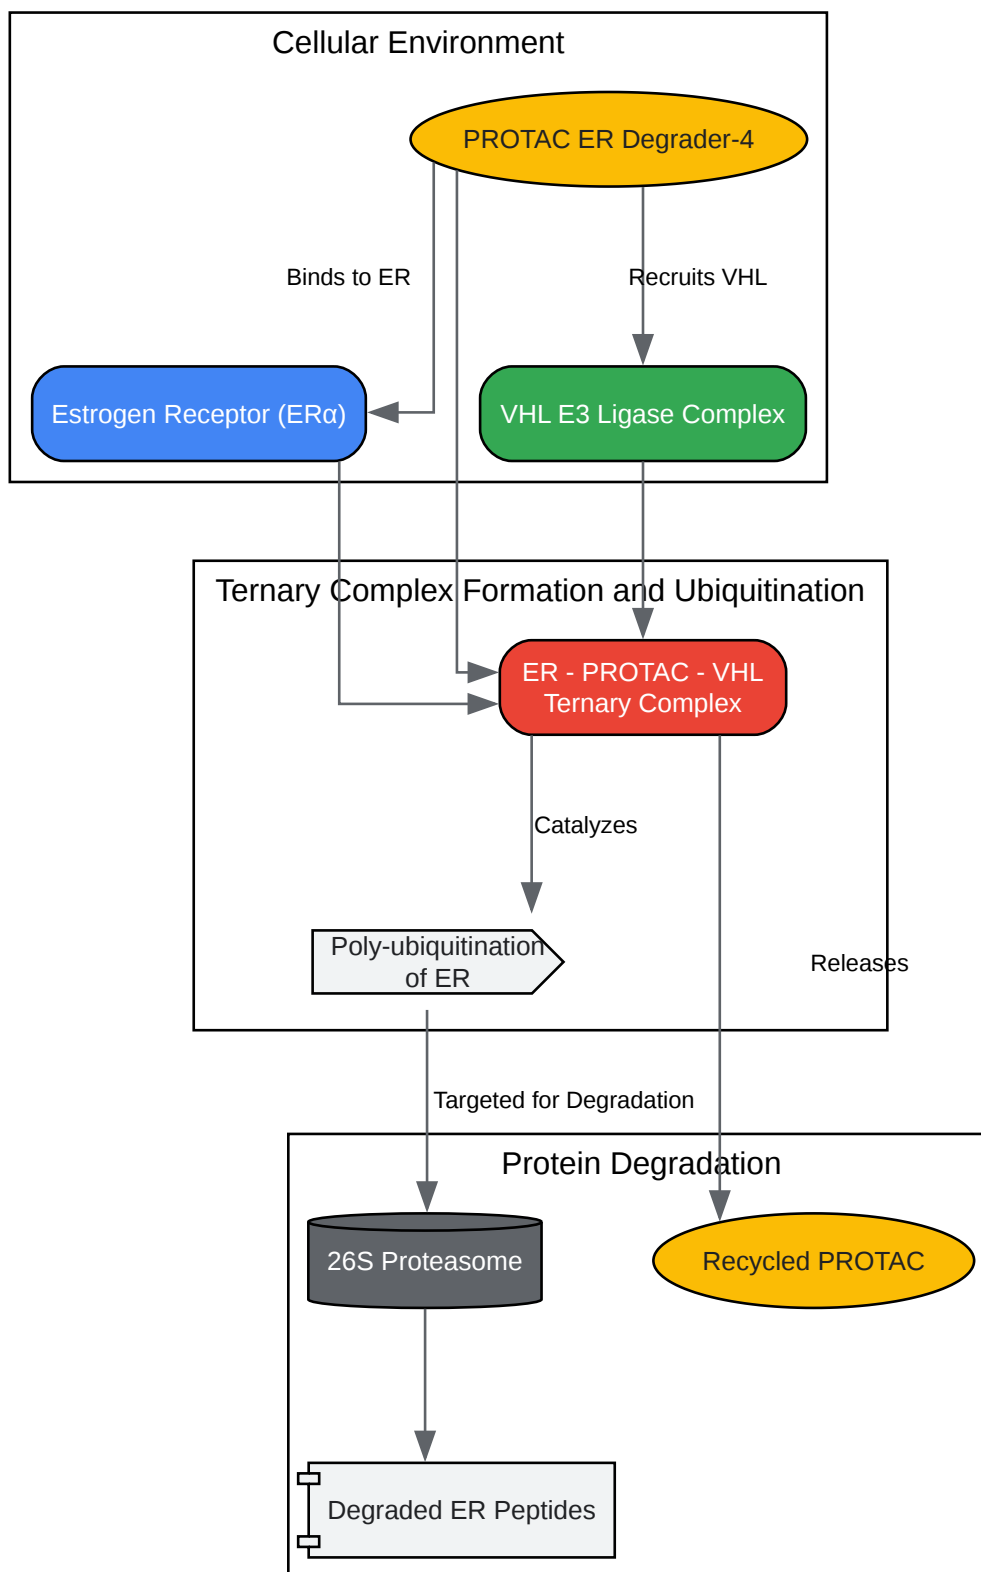 Cellular Environment
PROTAC ER Degrader-4
Binds to ER
Recruits VHL
Estrogen Receptor (ERα)
VHL E3 Ligase Complex
Ternary Complex Formation and Ubiquitination
ER - PROTAC - VHL
Ternary Complex
Catalyzes
Poly-ubiquitination
of ER
Releases
Targeted for Degradation
Protein Degradation
26S Proteasome
Recycled PROTAC
Degraded ER Peptides